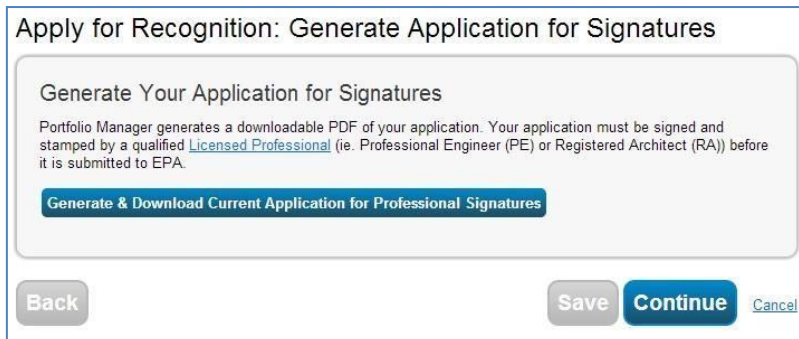 Apply for Recognition: Generate Application for Signatures
Generate Your Application for Signatures
Portfolio Manager generates a downloadable PDF of your application. Your application must be signed and
stamped by a qualified Licensed Professional (ie. Professional Engineer (PE) or Registered Architect (RA)) before
it is submitted to EPA.
Generate & Download Current Application for Professional Signatures
Back
Save
Continue
Cancel